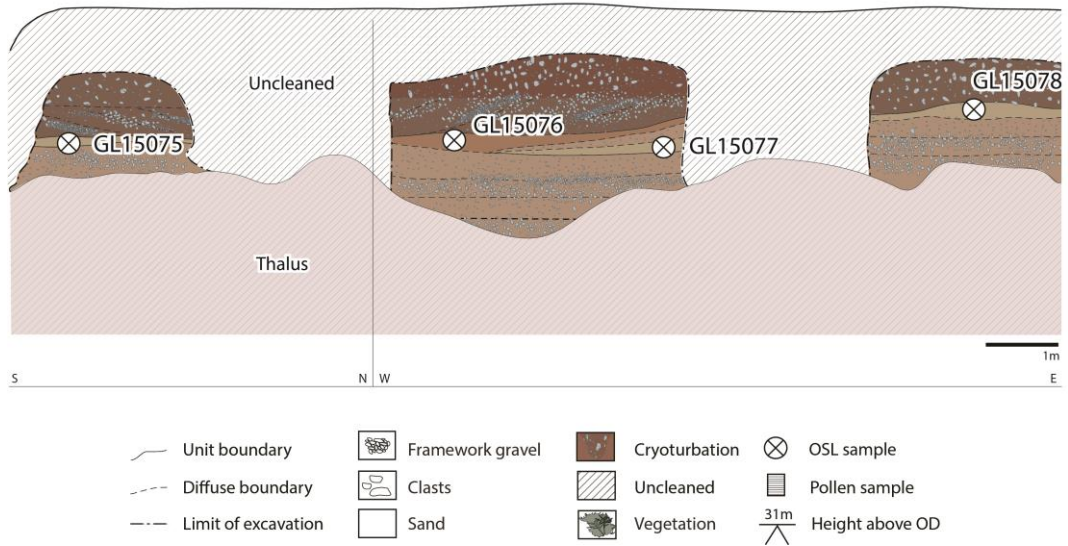 Uncleaned
GL15075
GL15076
GL15077
GL15078
Thalus
1m
S
N
W
E
Unit boundary
Framework gravel
Cryoturbation
OSL sample
Diffuse boundary
Clasts
Uncleaned
Pollen sample
Limit of excavation
Sand
Vegetation
31m
Height above OD